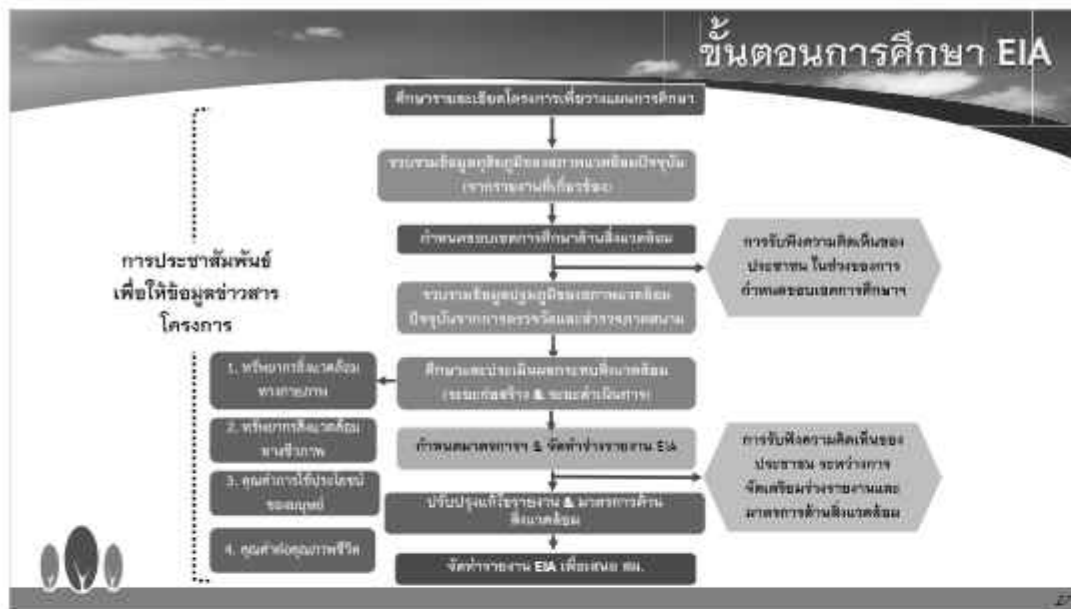 ขั้นตอนการศึกษา EIA
ศึกษารายละเอียดโครงการเพื่อวางแผนการศึกษา
รวบรวมข้อมูลทุติยภูมิของสภาพแวดล้อมปัจจุบัน
(จากรายงานที่เกี่ยวข้อง)
กำหนดขอบเขตการศึกษาด้านสิ่งแวดล้อม
การรับฟังความคิดเห็นของ
ประชาชน ในช่วงของการ
กำหนดขอบเขตการศึกษาฯ
การประชาสัมพันธ์
เพื่อให้ข้อมูลข่าวสาร
โครงการ
รวบรวมข้อมูลปฐมภูมิของสภาพแวดล้อม
ปัจจุบันจากการตรวจวัดและสำรวจภาคสนาม
ศึกษาและประเมินผลกระทบสิ่งแวดล้อม
(ระยะก่อสร้าง & ระยะดำเนินการ)
1. ทรัพยากรสิ่งแวดล้อม
ทางกายภาพ
2. ทรัพยากรสิ่งแวดล้อม
ทางชีวภาพ
3. คุณค่าการใช้ประโยชน์
ของมนุษย์
4. คุณค่าต่อคุณภาพชีวิต
กำหนดมาตรการฯ & จัดทำร่างรายงาน EIA
การรับฟังความคิดเห็นของ
ประชาชน ระหว่างการ
จัดเตรียมร่างรายงานและ
มาตรการด้านสิ่งแวดล้อม
ปรับปรุงแก้ไขรายงาน & มาตรการด้าน
สิ่งแวดล้อม
จัดทำรายงาน EIA เพื่อเสนอ สผ.